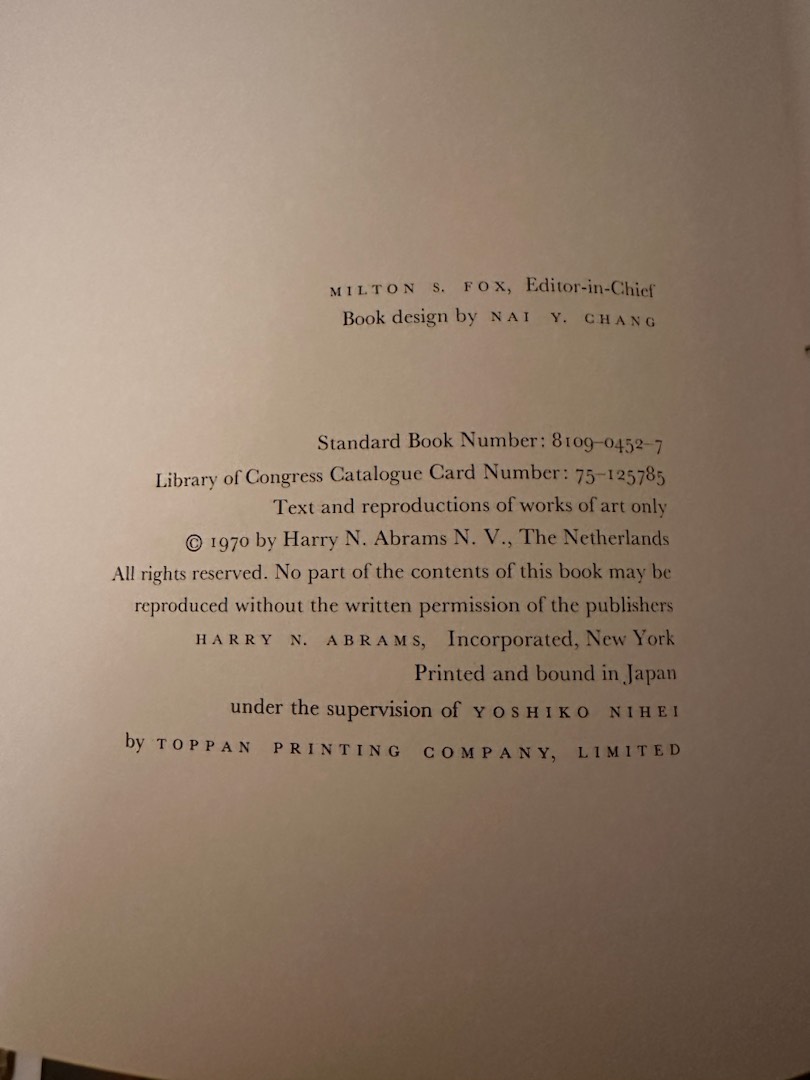 MILTON S. FOX, Editor-in-Chief
Book design by NAI Y. CHANG
Standard Book Number: 8109-0452-7
Library of Congress Catalogue Card Number: 75-125785
Text and reproductions of works of art only
© 1970 by Harry N. Abrams N. V., The Netherlands
All rights reserved. No part of the contents of this book may be
reproduced without the written permission of the publishers
HARRY N. ABRAMS, Incorporated, New York
Printed and bound in Japan
under the supervision of YOSHIKO NIHEI
by TOPPAN PRINTING COMPANY, LIMITED